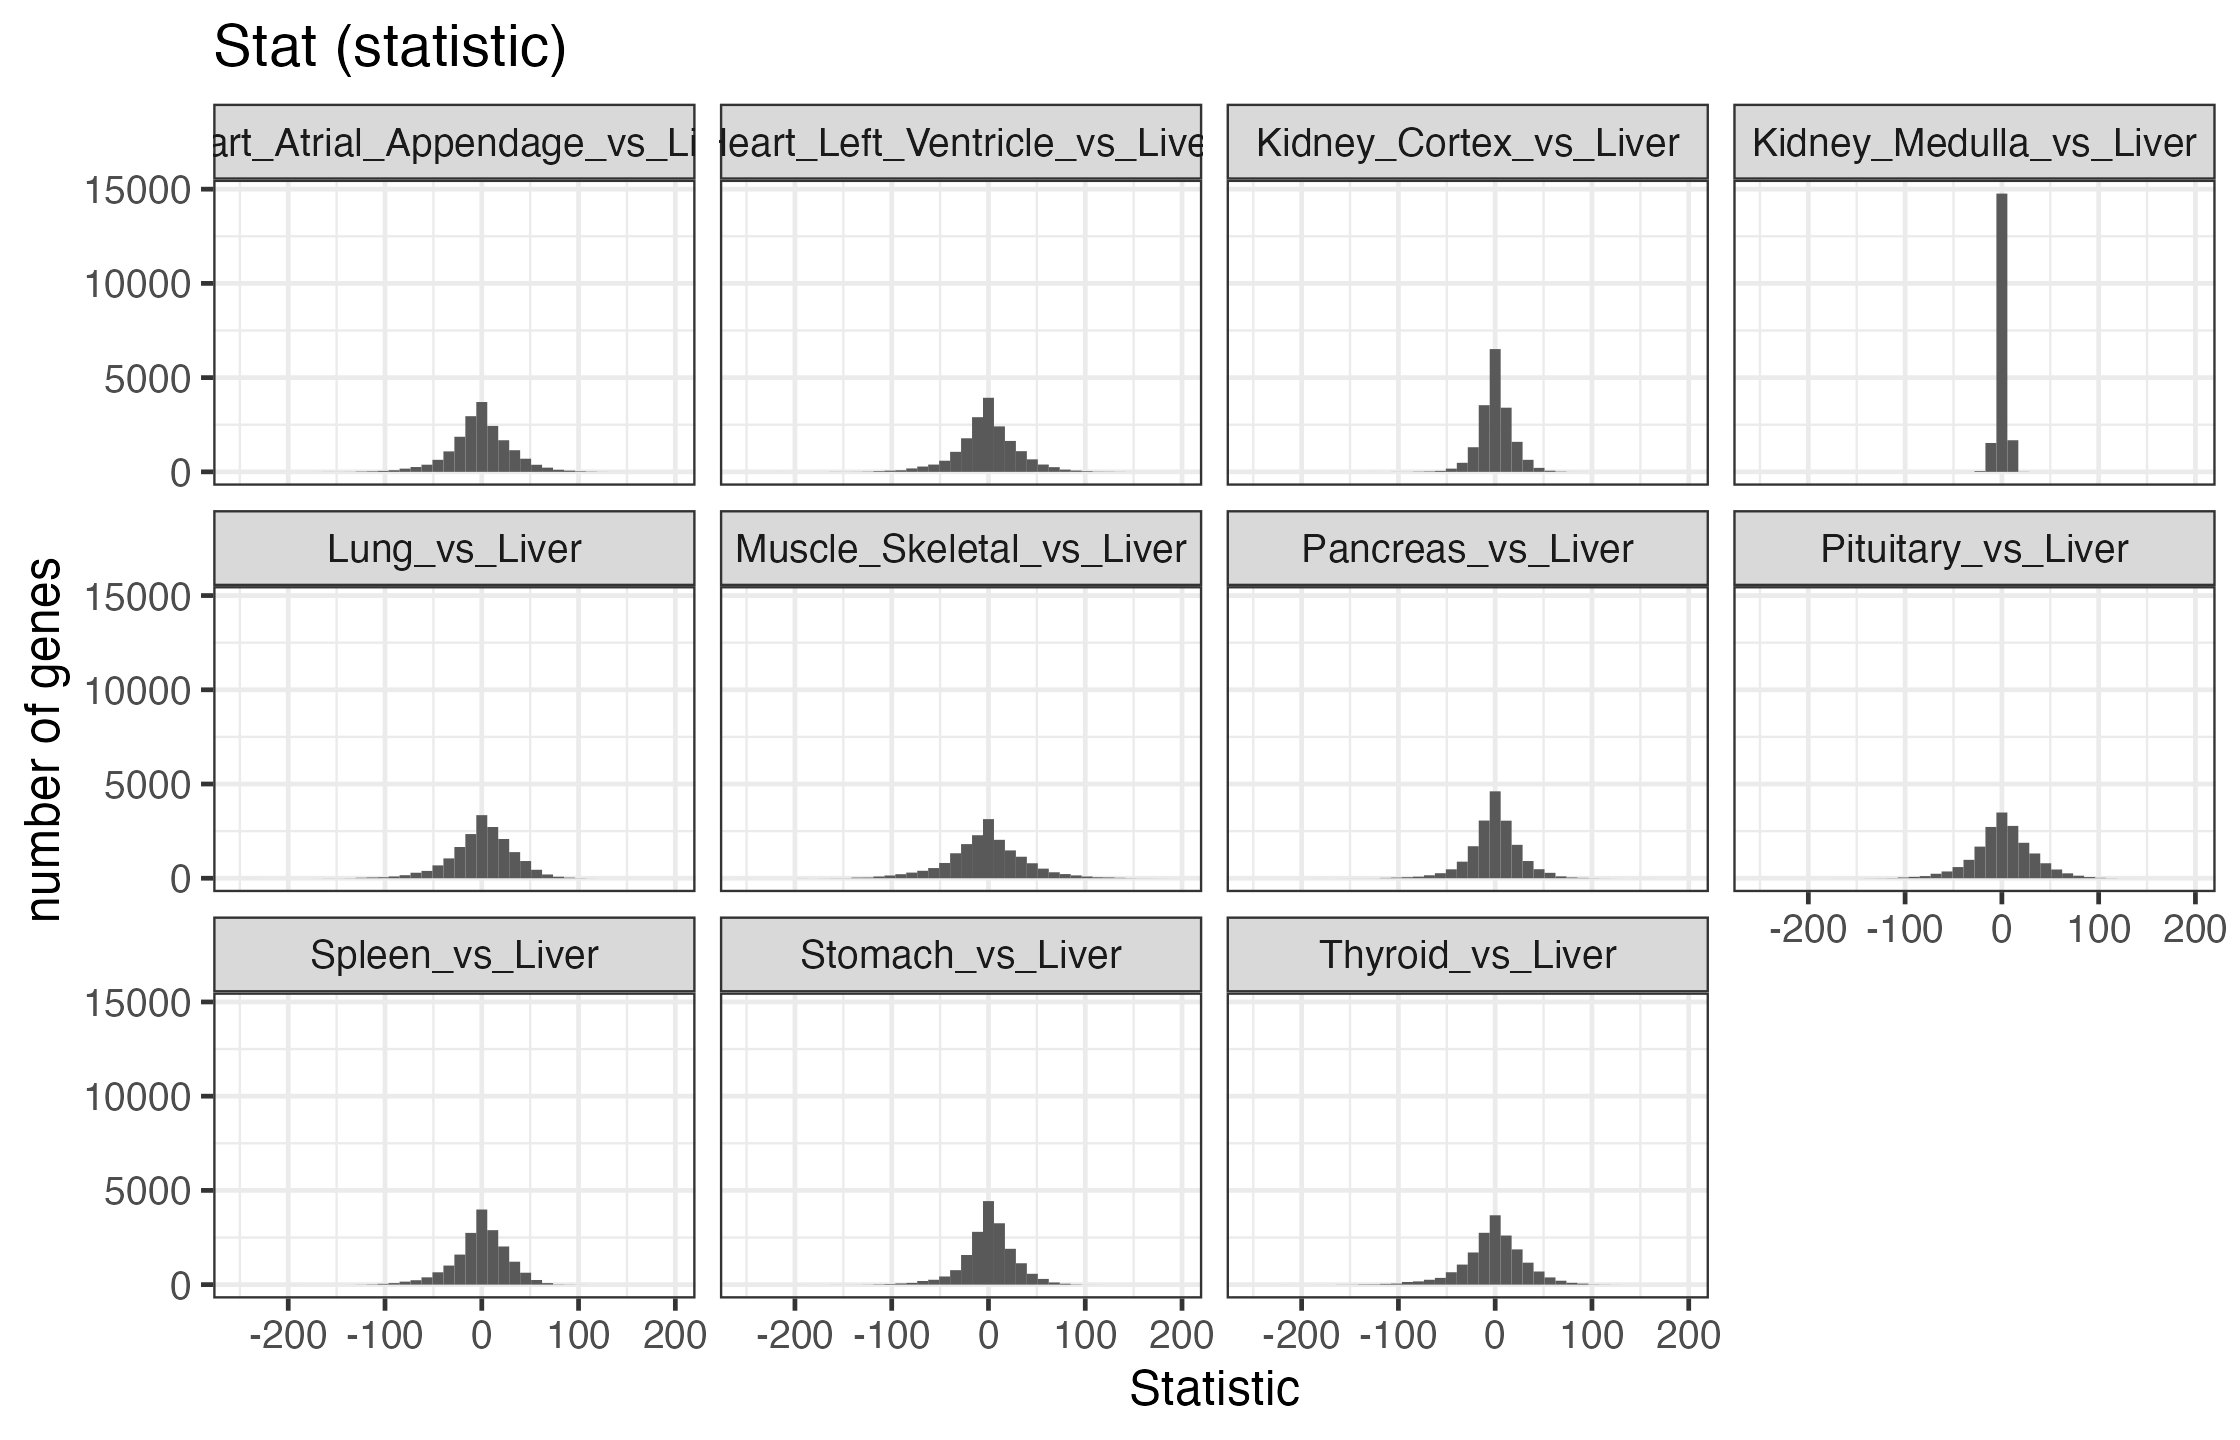 Stat (statistic)
art_Atrial_Appendage_vs_Li
Heart_Left_Ventricle_vs_Live
Kidney_Cortex_vs_Liver
Kidney_Medulla_vs_Liver
15000
10000
5000
0
Lung_vs_Liver
Muscle_Skeletal_vs_Liver
Pancreas_vs_Liver
Pituitary_vs_Liver
15000
10000
5000
0
-200 -100 0 100 200
Spleen_vs_Liver
Stomach_vs_Liver
Thyroid_vs_Liver
15000
10000
5000
0
-200 -100 0 100 200
-200 -100 0 100 200
-200 -100 0 100 200
number of genes
Statistic